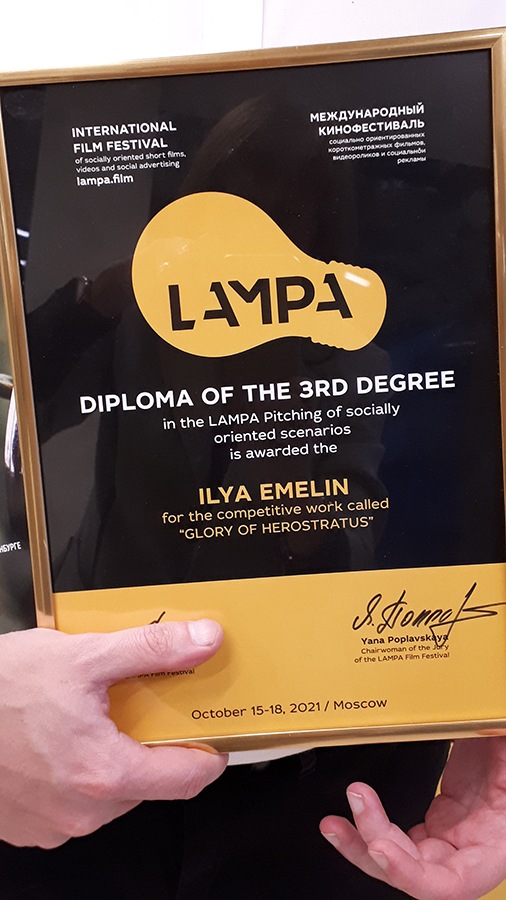 INTERNATIONAL
FILM FESTIVAL
of socially oriented short films,
videos and social advertising
lampa.film
МЕЖДУНАРОДНЫЙ
КИНОФЕСТИВАЛЬ
социально ориентированных
короткометражных фильмов,
видеороликов и социальной
рекламы
LAMPA
DIPLOMA OF THE 3RD DEGREE
in the LAMPA Pitching of socially
oriented scenarios
is awarded the
ILYA EMELIN
for the competitive work called
“GLORY OF HEROSTRATUS”
Yana Poplavskaya
Chairwoman of the Jury
of the LAMPA Film Festival
Film Festival
October 15-18, 2021 / Moscow